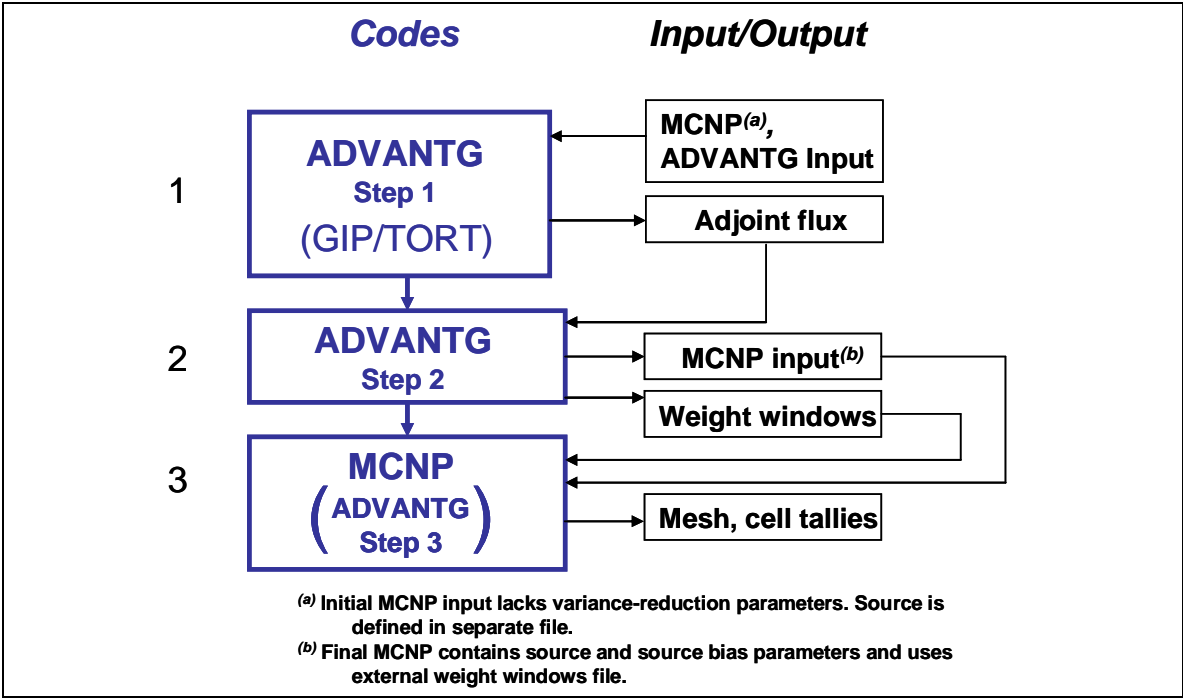 Codes
Input/Output
1
ADVANTG
Step 1
(GIP/TORT)
MCNP(a),
ADVANTG Input
Adjoint flux
2
ADVANTG
Step 2
MCNP input(b)
Weight windows
3
MCNP
(ADVANTG
Step 3)
Mesh, cell tallies
(a) Initial MCNP input lacks variance-reduction parameters. Source is
defined in separate file.
(b) Final MCNP contains source and source bias parameters and uses
external weight windows file.